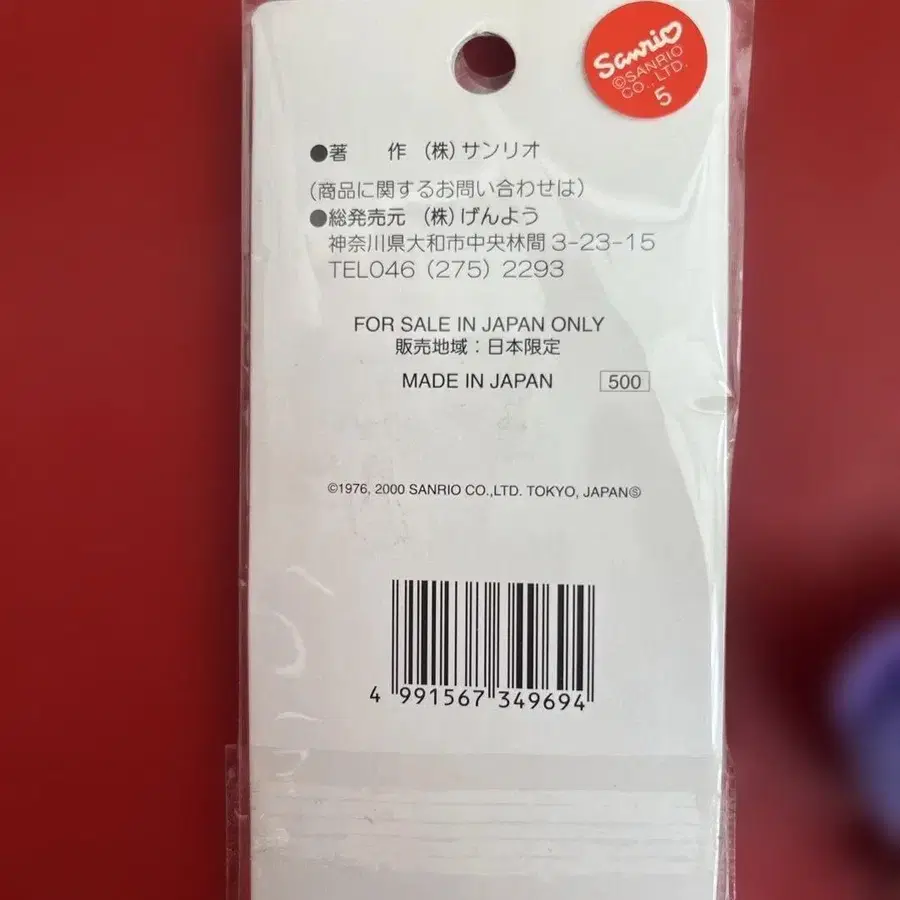 Sanrio
©SANRIO
CO., LTD.
5
●著　　作 （株）サンリオ
（商品に関するお問い合わせは）
●総発売元 （株）げんよう
神奈川県大和市中央林間 3-23-15
TEL046（275）2293
FOR SALE IN JAPAN ONLY
販売地域：日本限定
MADE IN JAPAN 500
©1976, 2000 SANRIO CO.,LTD. TOKYO, JAPANⓈ
4 991567 349694